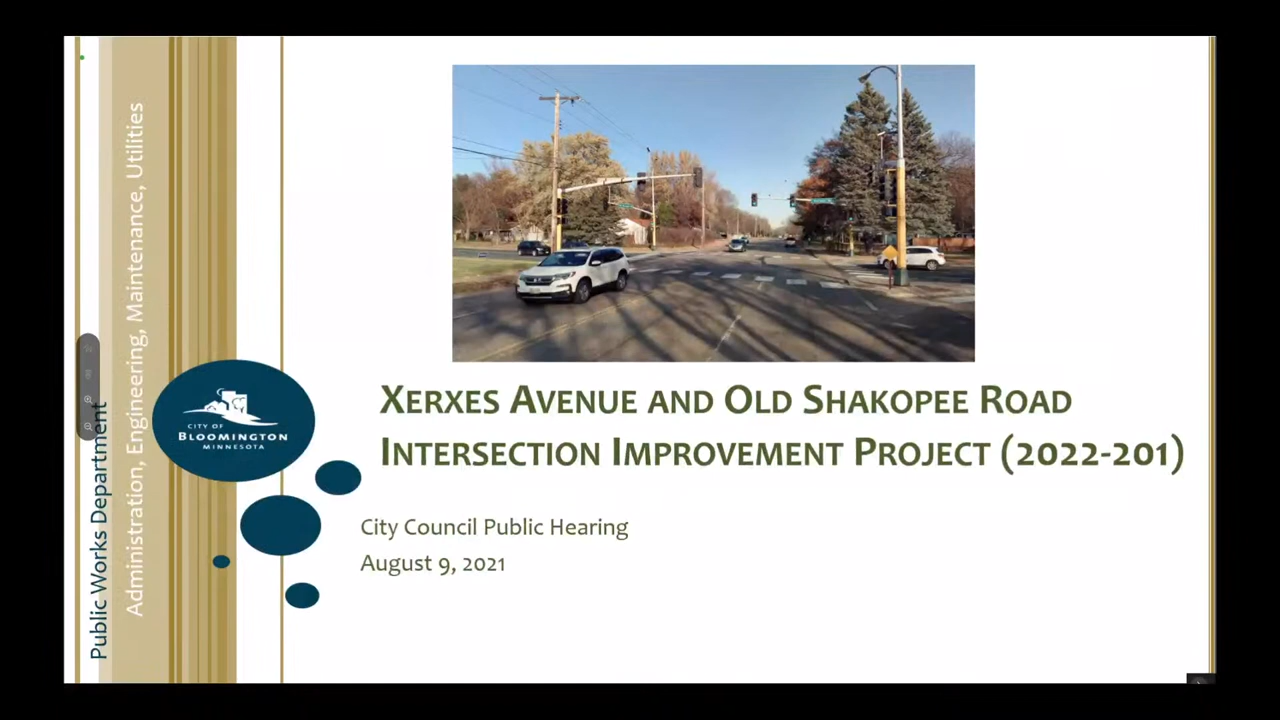 Public Works Department
Administration, Engineering, Maintenance, Utilities
CITY OF
BLOOMINGTON
MINNESOTA
XERXES AVENUE AND OLD SHAKOPEE ROAD
INTERSECTION IMPROVEMENT PROJECT (2022-201)
City Council Public Hearing
August 9, 2021